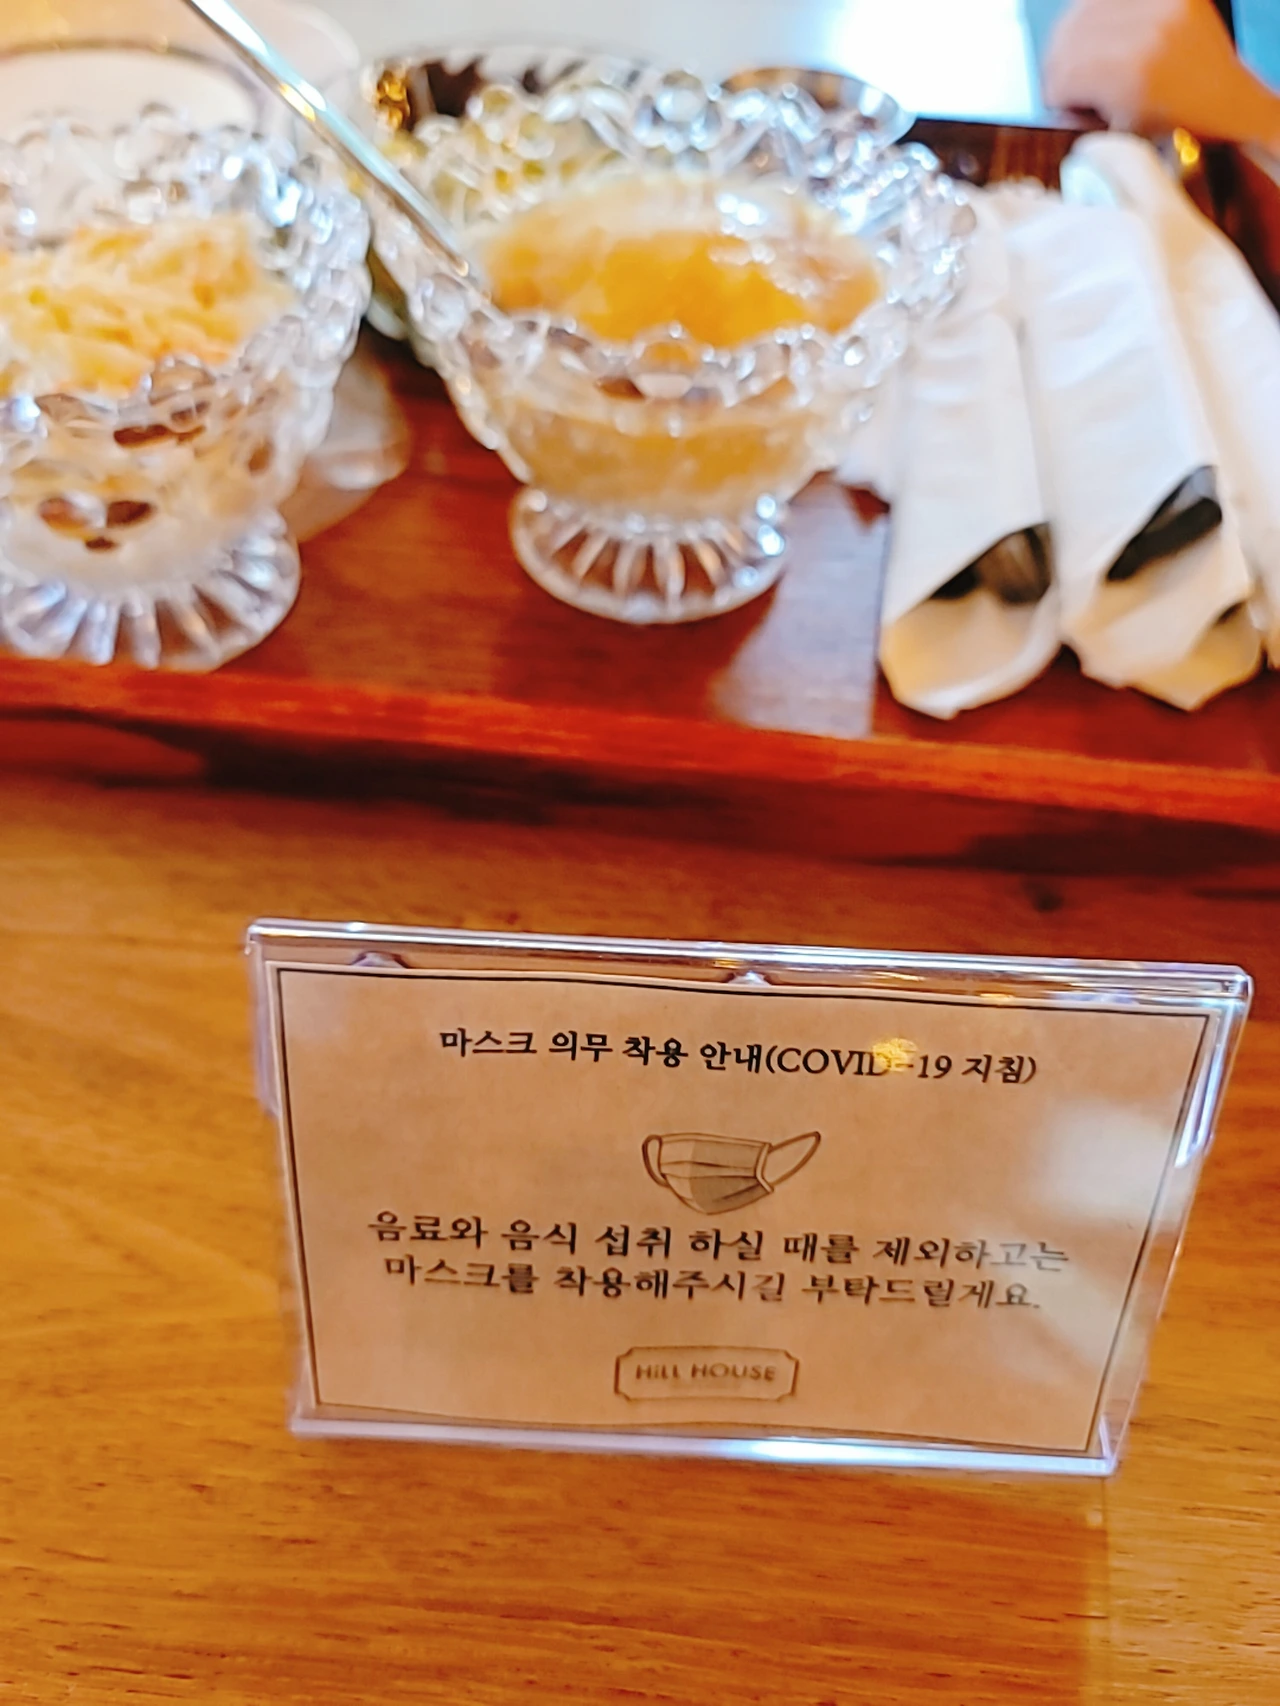 마스크 의무 착용 안내(COVID-19 지침)
음료와 음식 섭취 하실 때를 제외하고는
마스크를 착용해주시길 부탁드릴게요.
HiLL HOUSE